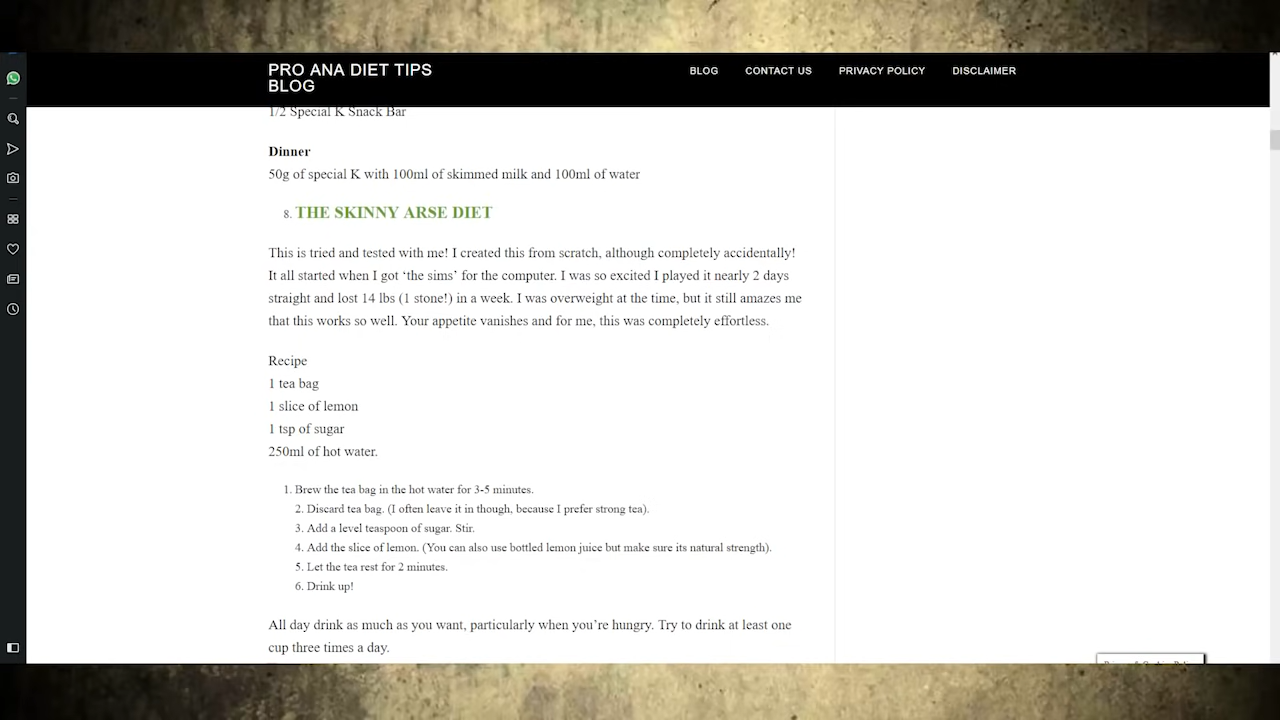 PRO ANA DIET TIPS
BLOG
BLOG
CONTACT US
PRIVACY POLICY
DISCLAIMER
1/2 Special K Snack Bar
Dinner
50g of special K with 100ml of skimmed milk and 100ml of water
8. THE SKINNY ARSE DIET
This is tried and tested with me! I created this from scratch, although completely accidentally!
It all started when I got ‘the sims’ for the computer. I was so excited I played it nearly 2 days
straight and lost 14 lbs (1 stone!) in a week. I was overweight at the time, but it still amazes me
that this works so well. Your appetite vanishes and for me, this was completely effortless.
Recipe
1 tea bag
1 slice of lemon
1 tsp of sugar
250ml of hot water.
1. Brew the tea bag in the hot water for 3-5 minutes.
2. Discard tea bag. (I often leave it in though, because I prefer strong tea).
3. Add a level teaspoon of sugar. Stir.
4. Add the slice of lemon. (You can also use bottled lemon juice but make sure its natural strength).
5. Let the tea rest for 2 minutes.
6. Drink up!
All day drink as much as you want, particularly when you’re hungry. Try to drink at least one
cup three times a day.